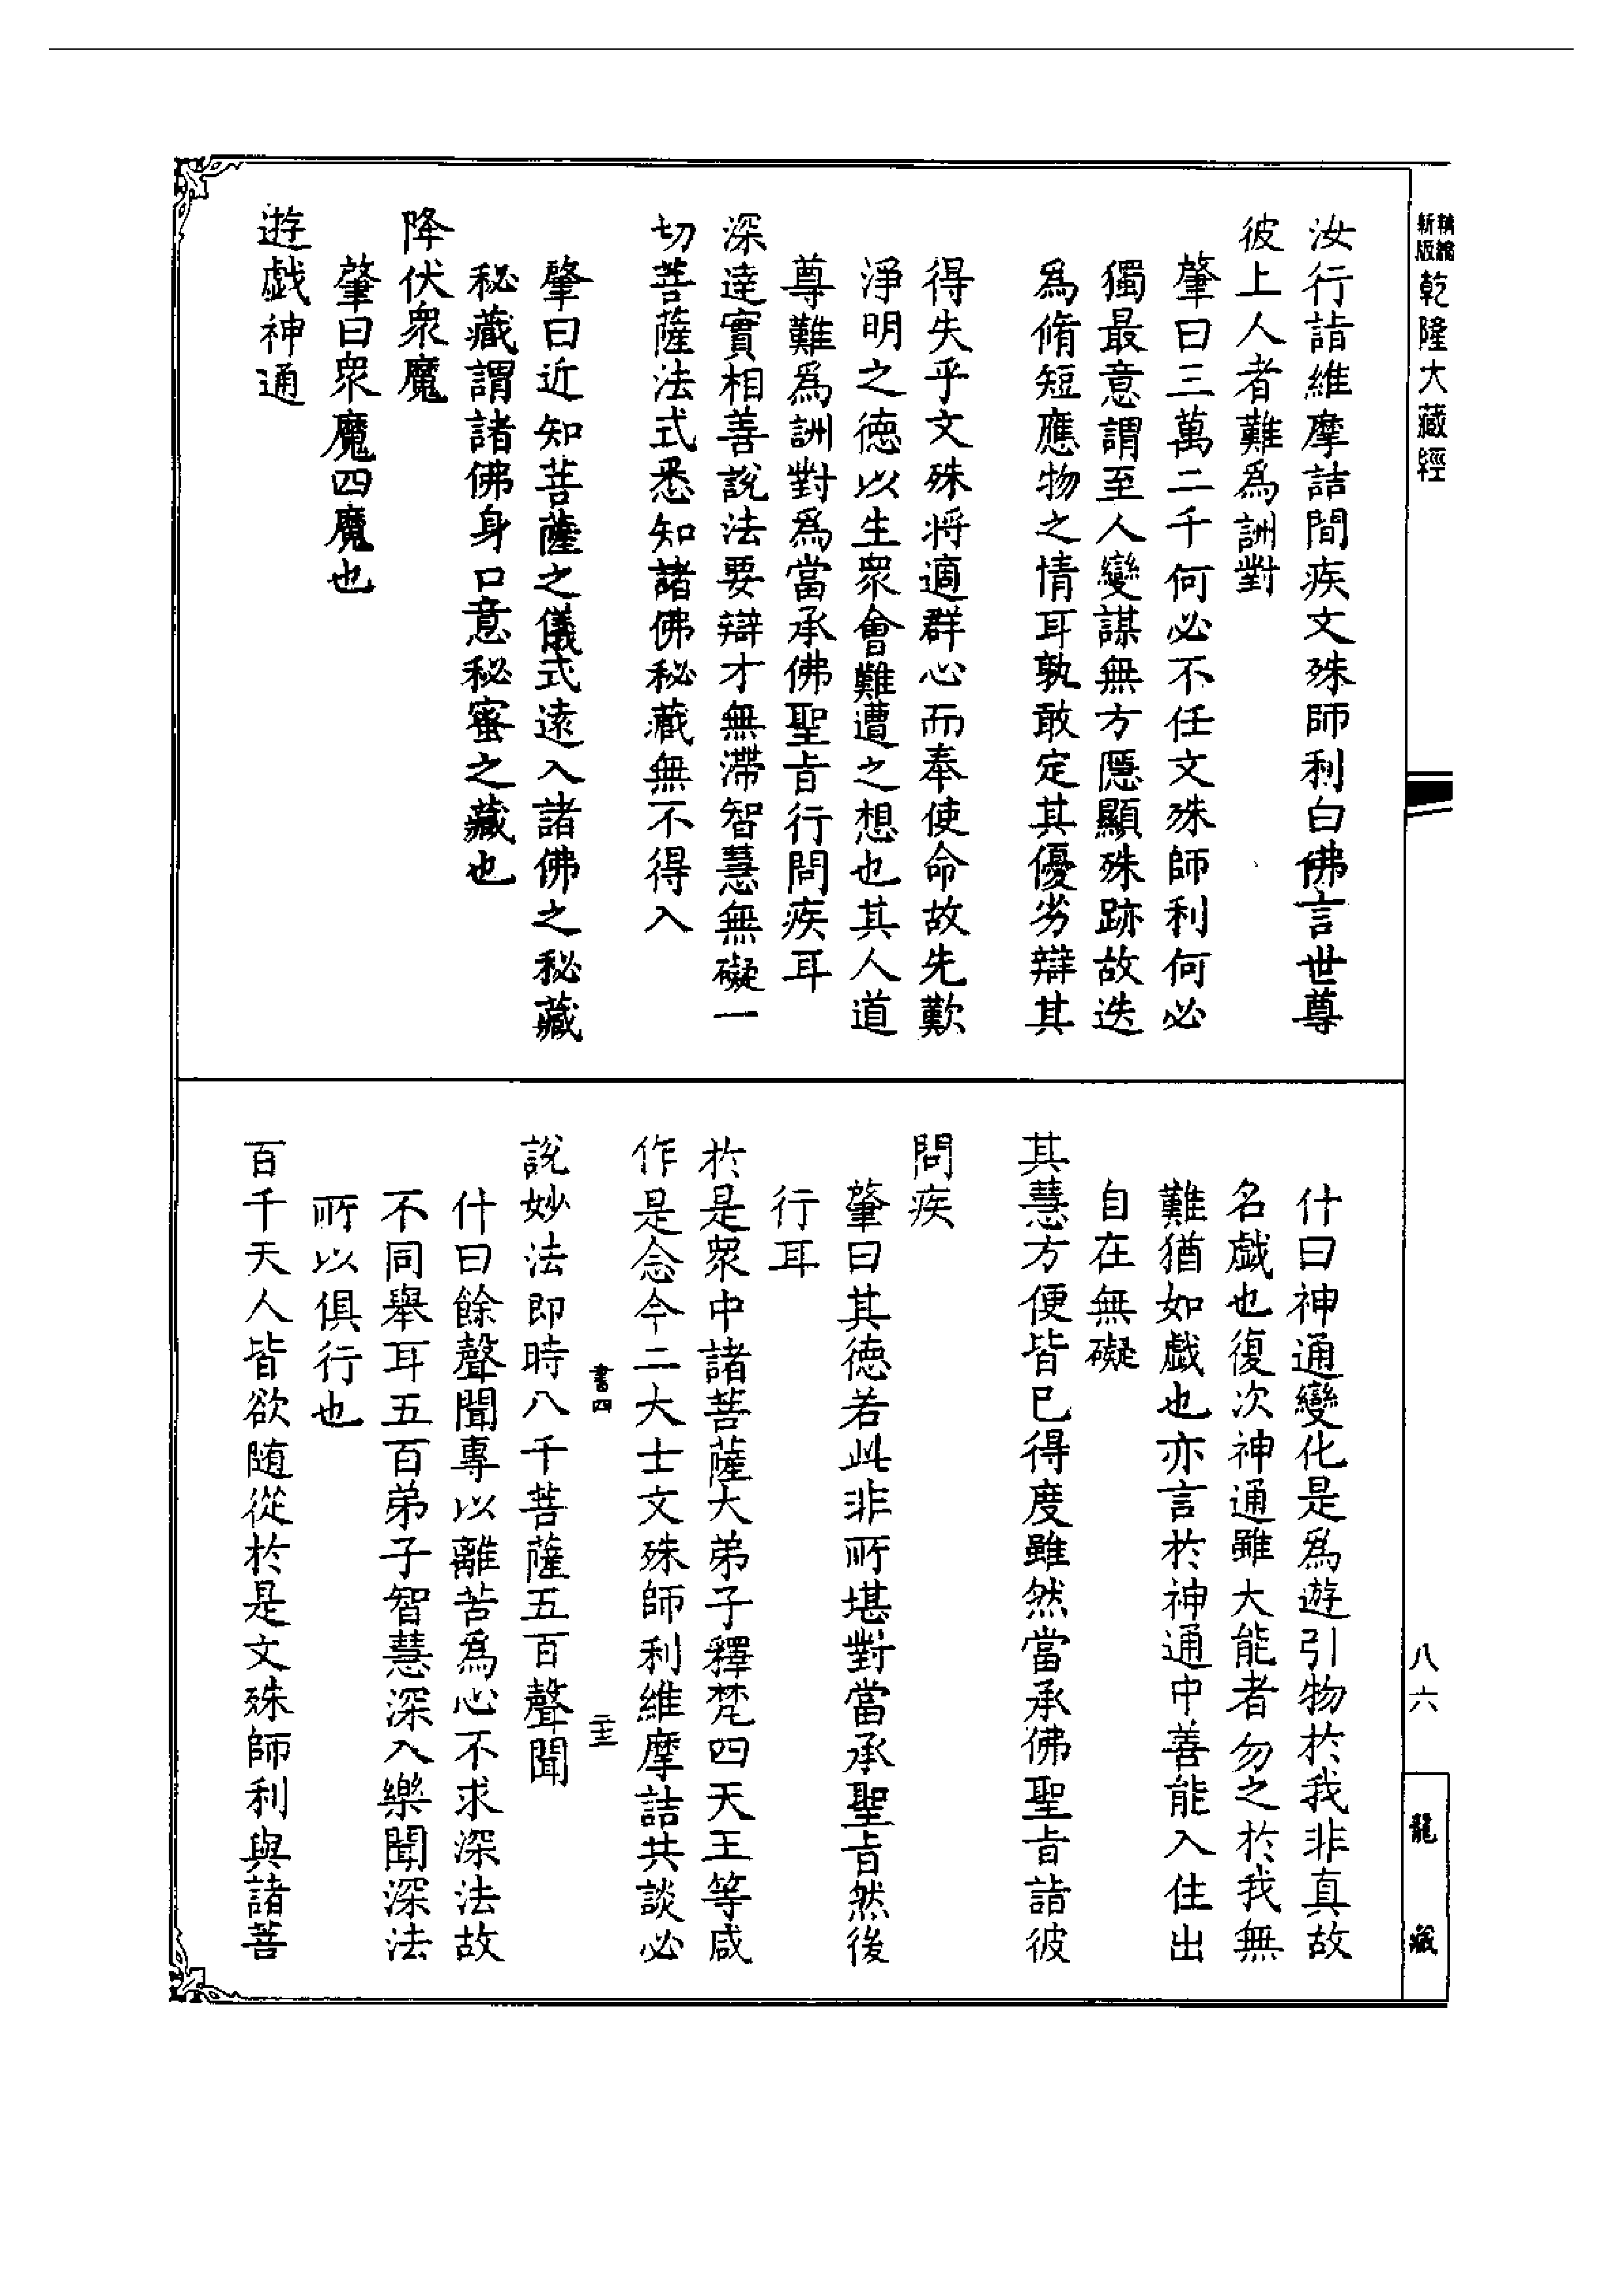 新編
新版
乾隆大藏經
汝行詣維摩詰問疾文殊師利白佛言世尊
彼上人者難為詶對
肇曰三萬二千何必不任文殊師利何必
獨最意謂至人變謀無方隱顯殊跡故迭
為脩短應物之情耳孰敢定其優劣辯其
得失乎文殊將適群心而奉使命故先歎
淨明之德以生眾會難遭之想也其人道
尊難為詶對為當承佛聖旨行問疾耳
深達實相善說法要辯才無滯智慧無礙一
切菩薩法式悉知諸佛秘藏無不得入
肇曰近知菩薩之儀式遠入諸佛之秘藏
秘藏謂諸佛身口意秘蜜之藏也
降伏眾魔
肇曰眾魔四魔也
遊戲神通
什曰神通變化是為遊引物於我非真故
名戲也復次神通雖大能者勿之於我無
難猶如戲也亦言於神通中善能入住出
自在無礙
其慧方便皆已得度雖然當承佛聖旨詣彼
問疾
肇曰其德若此非所堪對當承聖旨然後
行耳
於是眾中諸菩薩大弟子釋梵四天王等咸
作是念今二大士文殊師利維摩詰共談必
書四
二十三
說妙法即時八千菩薩五百聲聞
什曰餘聲聞專以離苦為心不求深法故
不同舉耳五百弟子智慧深入樂聞深法
所以俱行也
百千天人皆欲隨從於是文殊師利與諸菩
八六
龍藏